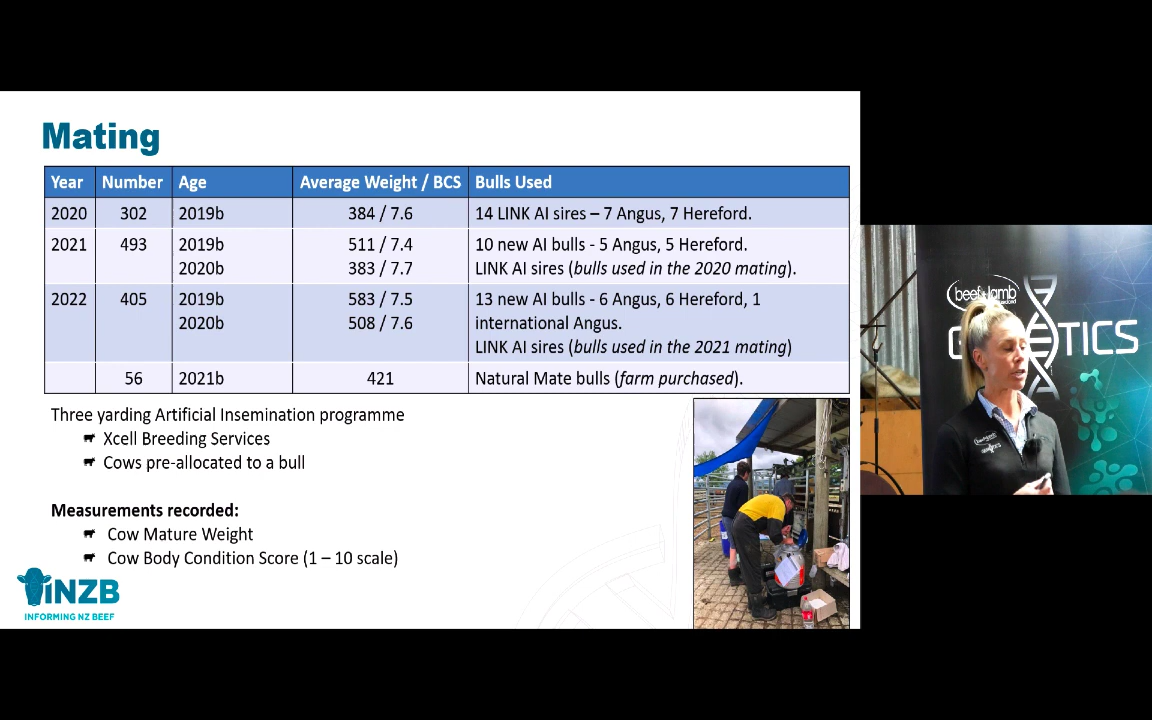 Mating
Year Number Age Average Weight / BCS Bulls Used
2020 302 2019b 384 / 7.6 14 LINK AI sires – 7 Angus, 7 Hereford.
2021 493 2019b 511 / 7.4 10 new AI bulls - 5 Angus, 5 Hereford.
2020b 383 / 7.7 LINK AI sires (bulls used in the 2020 mating).
2022 405 2019b 583 / 7.5 13 new AI bulls - 6 Angus, 6 Hereford, 1
2020b 508 / 7.6 international Angus.
LINK AI sires (bulls used in the 2021 mating)
56 2021b 421 Natural Mate bulls (farm purchased).
Three yarding Artificial Insemination programme
Xcell Breeding Services
Cows pre-allocated to a bull
Measurements recorded:
Cow Mature Weight
Cow Body Condition Score (1 – 10 scale)
iNZB
INFORMING NZ BEEF
beef+lamb
G TICS